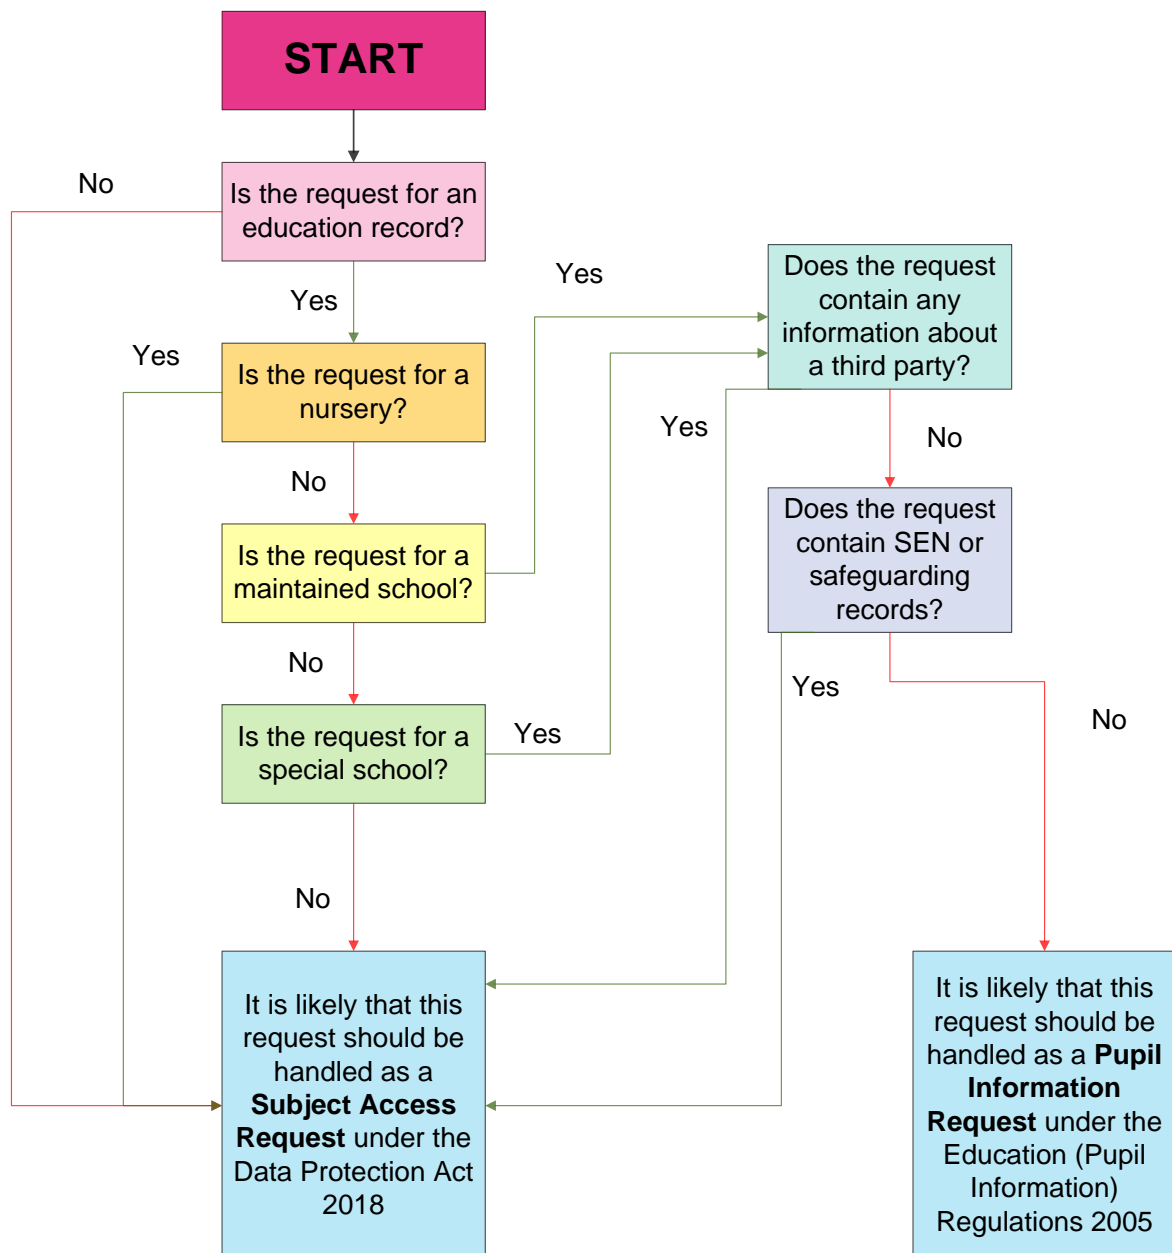 START
No
Is the request for an
education record?
Yes
Yes
Is the request for a
nursery?
No
Is the request for a
maintained school?
Yes
No
Is the request for a
special school?
Yes
No
Does the request
contain any
information about
a third party?
Yes
No
Does the request
contain SEN or
safeguarding
records?
Yes
No
It is likely that this
request should be
handled as a
Subject Access
Request under the
Data Protection Act
2018
It is likely that this
request should be
handled as a Pupil
Information
Request under the
Education (Pupil
Information)
Regulations 2005